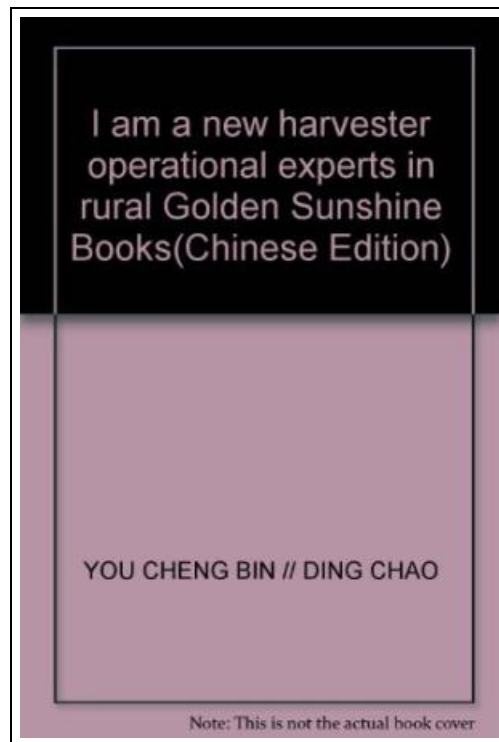 I am a new harvester
operational experts in
rural Golden Sunshine
Books(Chinese Edition)
YOU CHENG BIN // DING CHAO
Note: This is not the actual book cover